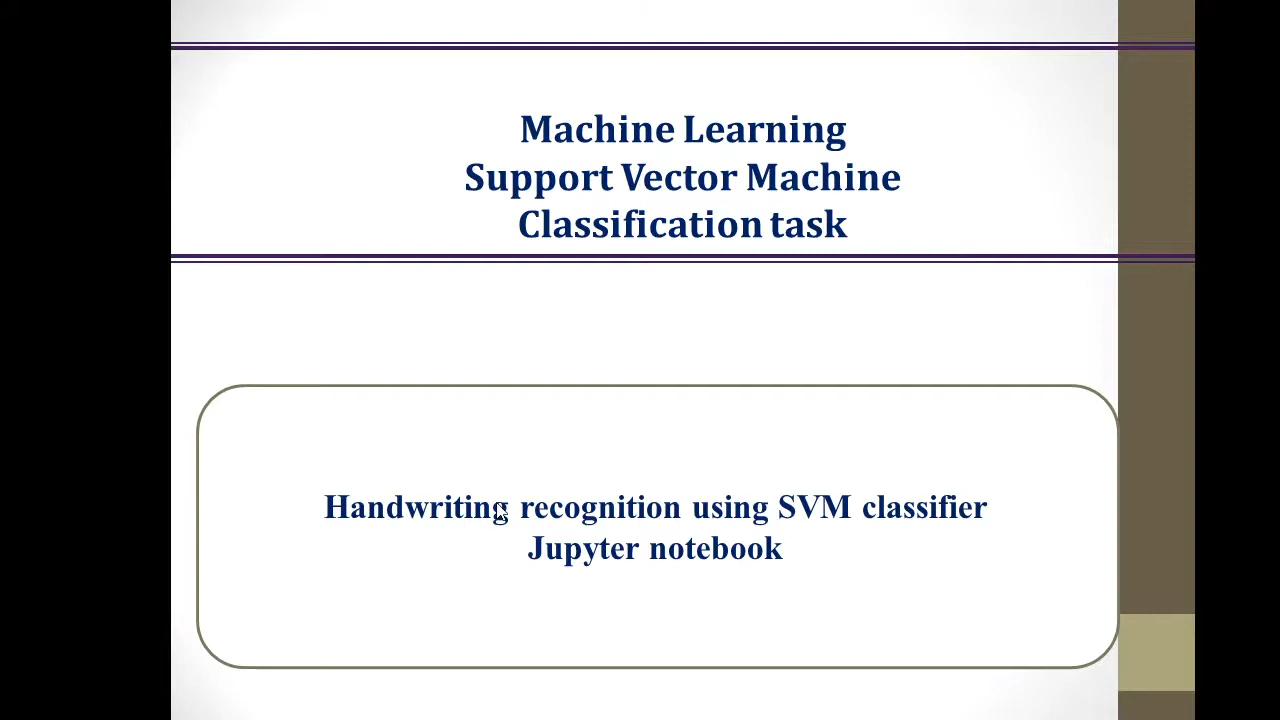 Machine Learning
Support Vector Machine
Classification task
Handwriting recognition using SVM classifier
Jupyter notebook